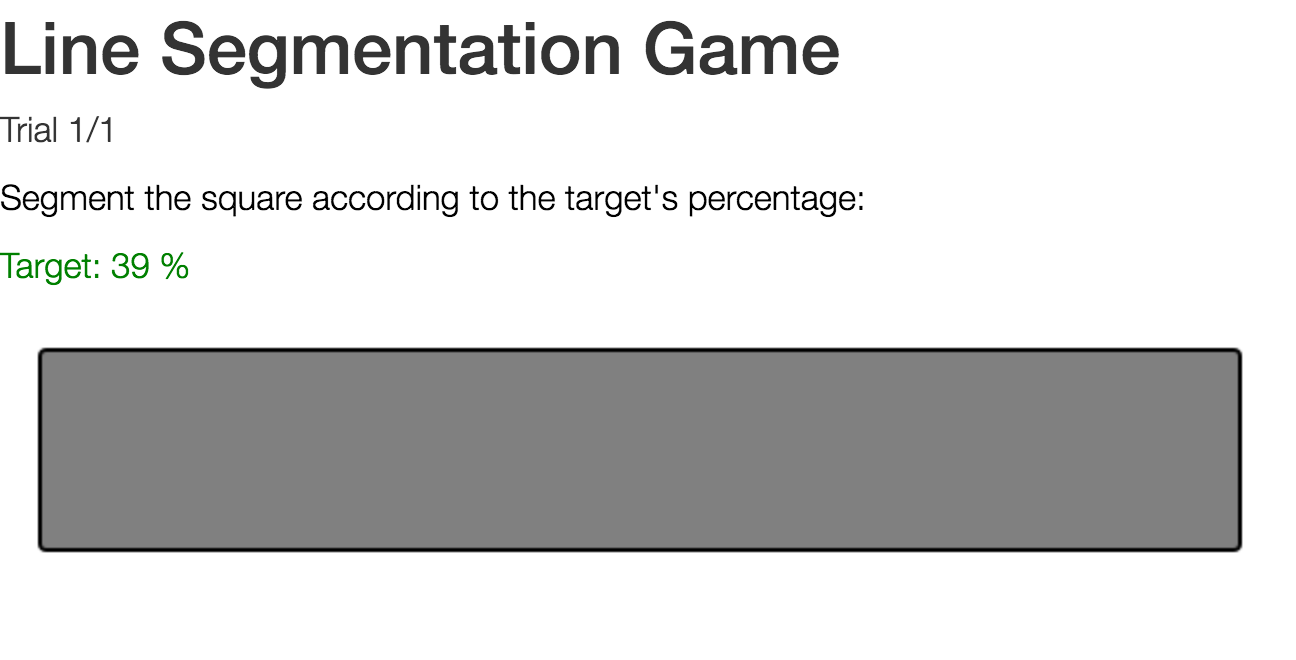 Line Segmentation Game
Trial 1/1
Segment the square according to the target's percentage:
Target: 39 %